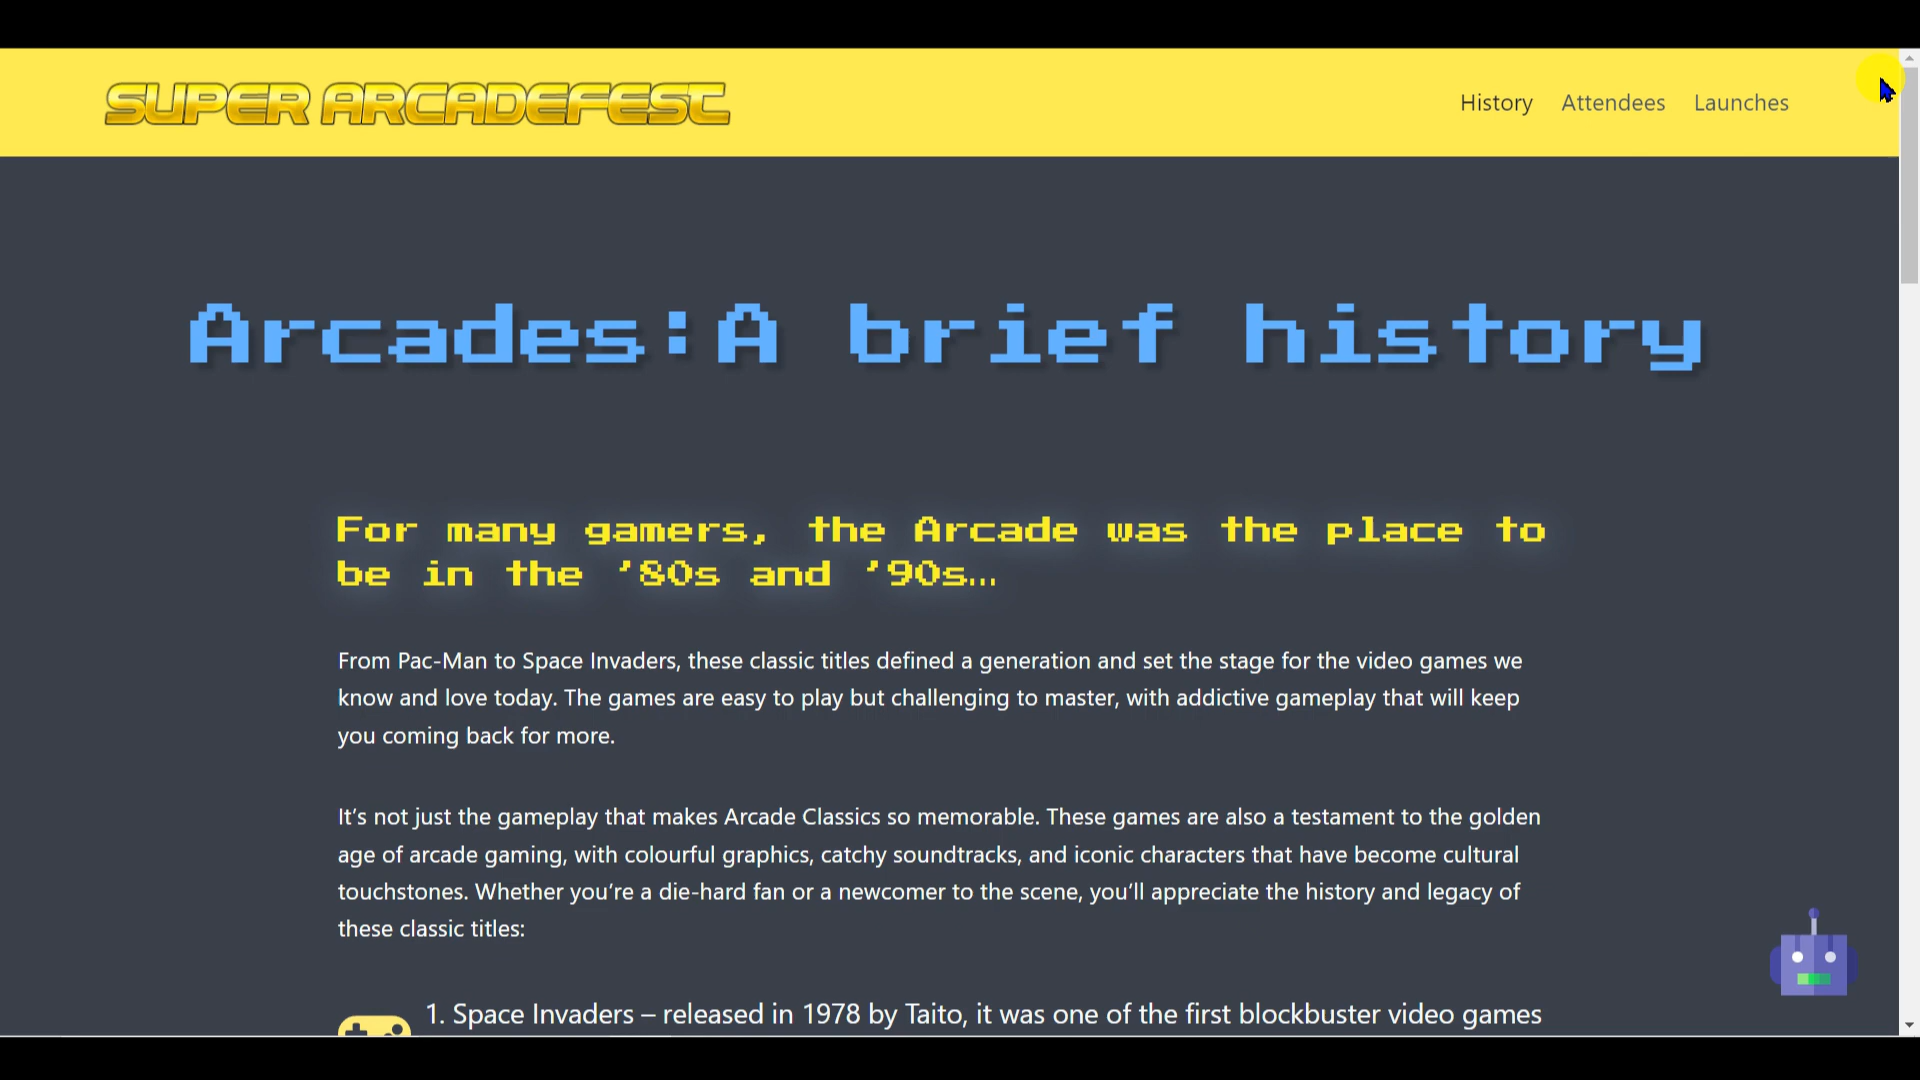 SUPER ARCADEFEST
History Attendees Launches
Arcades:A brief history
For many gamers, the Arcade was the place to
be in the ’80s and ’90s…
From Pac-Man to Space Invaders, these classic titles defined a generation and set the stage for the video games we
know and love today. The games are easy to play but challenging to master, with addictive gameplay that will keep
you coming back for more.
It’s not just the gameplay that makes Arcade Classics so memorable. These games are also a testament to the golden
age of arcade gaming, with colourful graphics, catchy soundtracks, and iconic characters that have become cultural
touchstones. Whether you’re a die-hard fan or a newcomer to the scene, you’ll appreciate the history and legacy of
these classic titles:
1. Space Invaders – released in 1978 by Taito, it was one of the first blockbuster video games